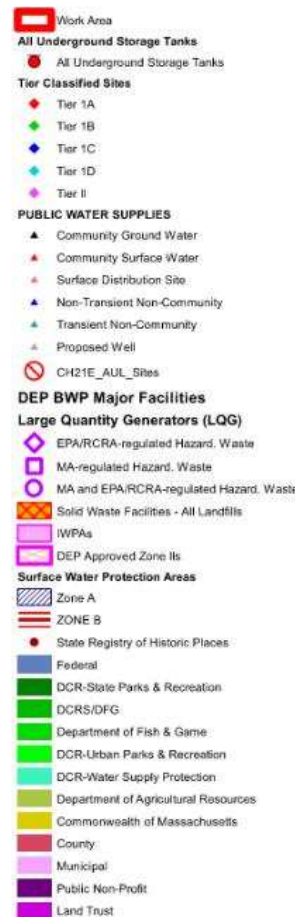 Work Area
All Underground Storage Tanks
All Underground Storage Tanks
Tier Classified Sites
Tier 1A
Tier 1B
Tier 1C
Tier 1D
Tier II
PUBLIC WATER SUPPLIES
Community Ground Water
Community Surface Water
Surface Distribution Site
Non-Transient Non-Community
Transient Non-Community
Proposed Well
CH21E_AUL_Sites
DEP BWP Major Facilities
Large Quantity Generators (LQG)
EPA/RCRA-regulated Hazard. Waste
MA-regulated Hazard. Waste
MA and EPA/RCRA-regulated Hazard. Waste
Solid Waste Facilities - All Landfills
IWPAs
DEP Approved Zone IIs
Surface Water Protection Areas
Zone A
ZONE B
State Registry of Historic Places
Federal
DCR-State Parks & Recreation
DCRS/DFG
Department of Fish & Game
DCR-Urban Parks & Recreation
DCR-Water Supply Protection
Department of Agricultural Resources
Commonwealth of Massachusetts
County
Municipal
Public Non-Profit
Land Trust